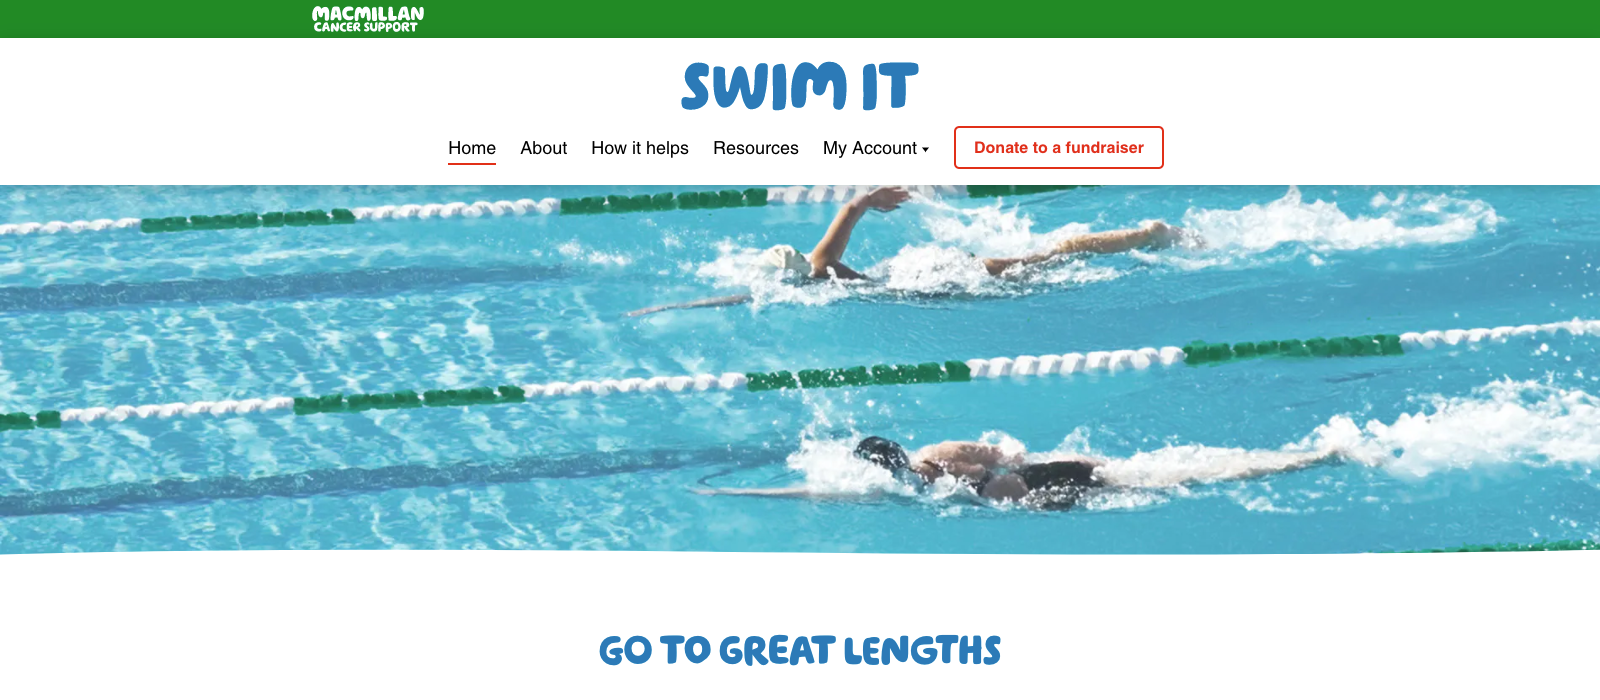 MACMILLAN
CANCER SUPPORT
SWIM IT
Home About How it helps Resources My Account Donate to a fundraiser
GO TO GREAT LENGTHS